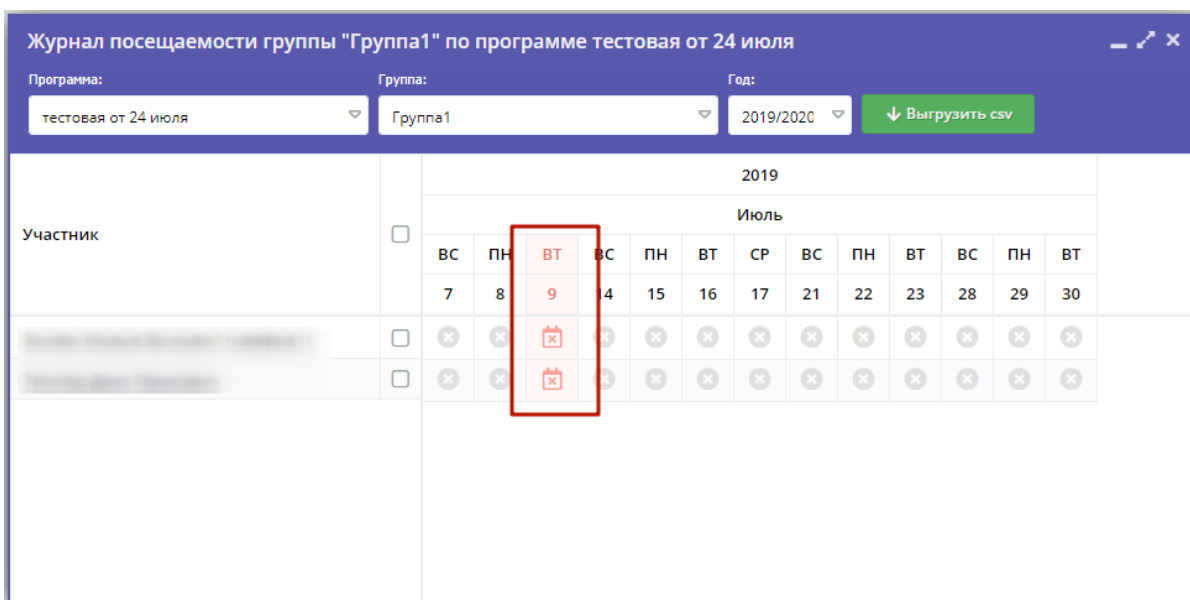 Журнал посещаемости группы "Группа1" по программе тестовая от 24 июля
Программа: Группа: Год:
тестовая от 24 июля Группа1 2019/2020 Выгрузить csv
2019
Июль
Участник
ВС ПН ВТ ВС ПН ВТ СР ВС ПН ВТ ВС ПН ВТ
7 8 9 14 15 16 17 21 22 23 28 29 30